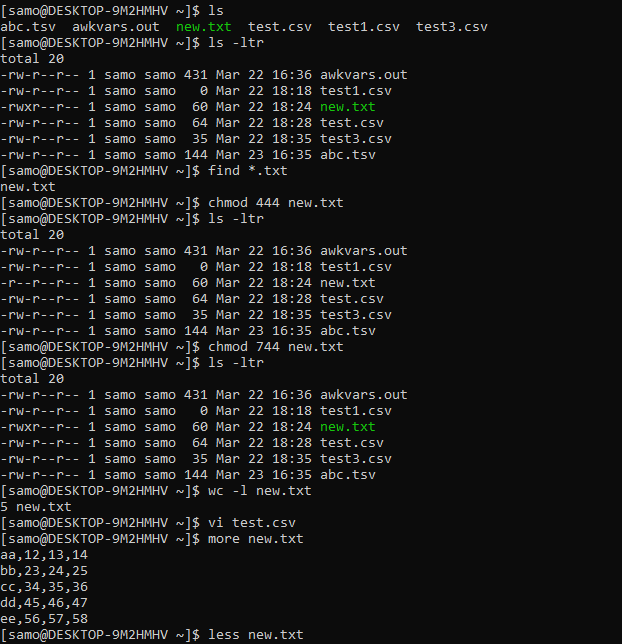 [samo@DESKTOP-9M2HMHV ~]$ ls
abc.tsv  awkvars.out  new.txt  test.csv  test1.csv  test3.csv
[samo@DESKTOP-9M2HMHV ~]$ ls -ltr
total 20
-rw-r--r-- 1 samo samo 431 Mar 22 16:36 awkvars.out
-rw-r--r-- 1 samo samo   0 Mar 22 18:18 test1.csv
-rwxr--r-- 1 samo samo  60 Mar 22 18:24 new.txt
-rw-r--r-- 1 samo samo  64 Mar 22 18:28 test.csv
-rw-r--r-- 1 samo samo  35 Mar 22 18:35 test3.csv
-rw-r--r-- 1 samo samo 144 Mar 23 16:35 abc.tsv
[samo@DESKTOP-9M2HMHV ~]$ find *.txt
new.txt
[samo@DESKTOP-9M2HMHV ~]$ chmod 444 new.txt
[samo@DESKTOP-9M2HMHV ~]$ ls -ltr
total 20
-rw-r--r-- 1 samo samo 431 Mar 22 16:36 awkvars.out
-rw-r--r-- 1 samo samo   0 Mar 22 18:18 test1.csv
-r--r--r-- 1 samo samo  60 Mar 22 18:24 new.txt
-rw-r--r-- 1 samo samo  64 Mar 22 18:28 test.csv
-rw-r--r-- 1 samo samo  35 Mar 22 18:35 test3.csv
-rw-r--r-- 1 samo samo 144 Mar 23 16:35 abc.tsv
[samo@DESKTOP-9M2HMHV ~]$ chmod 744 new.txt
[samo@DESKTOP-9M2HMHV ~]$ ls -ltr
total 20
-rw-r--r-- 1 samo samo 431 Mar 22 16:36 awkvars.out
-rw-r--r-- 1 samo samo   0 Mar 22 18:18 test1.csv
-rwxr--r-- 1 samo samo  60 Mar 22 18:24 new.txt
-rw-r--r-- 1 samo samo  64 Mar 22 18:28 test.csv
-rw-r--r-- 1 samo samo  35 Mar 22 18:35 test3.csv
-rw-r--r-- 1 samo samo 144 Mar 23 16:35 abc.tsv
[samo@DESKTOP-9M2HMHV ~]$ wc -l new.txt
5 new.txt
[samo@DESKTOP-9M2HMHV ~]$ vi test.csv
[samo@DESKTOP-9M2HMHV ~]$ more new.txt
aa,12,13,14
bb,23,24,25
cc,34,35,36
dd,45,46,47
ee,56,57,58
[samo@DESKTOP-9M2HMHV ~]$ less new.txt